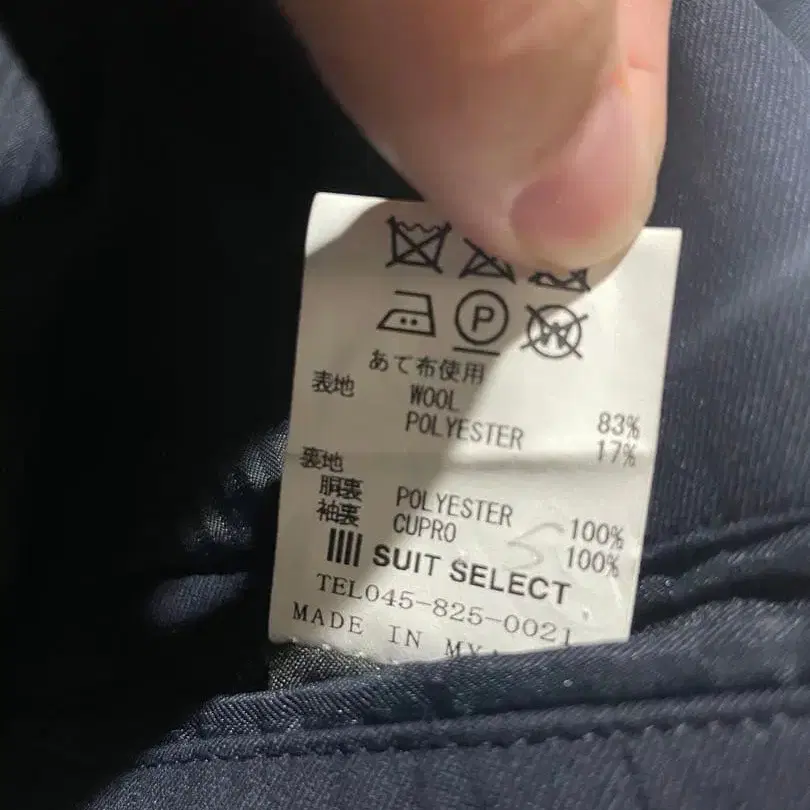 P
W
あて布使用
表地
WOOL 83%
POLYESTER 17%
裏地
胴裏 POLYESTER 100%
袖裏 CUPRO 100%
SUIT SELECT
TEL045-825-0021
MADE IN